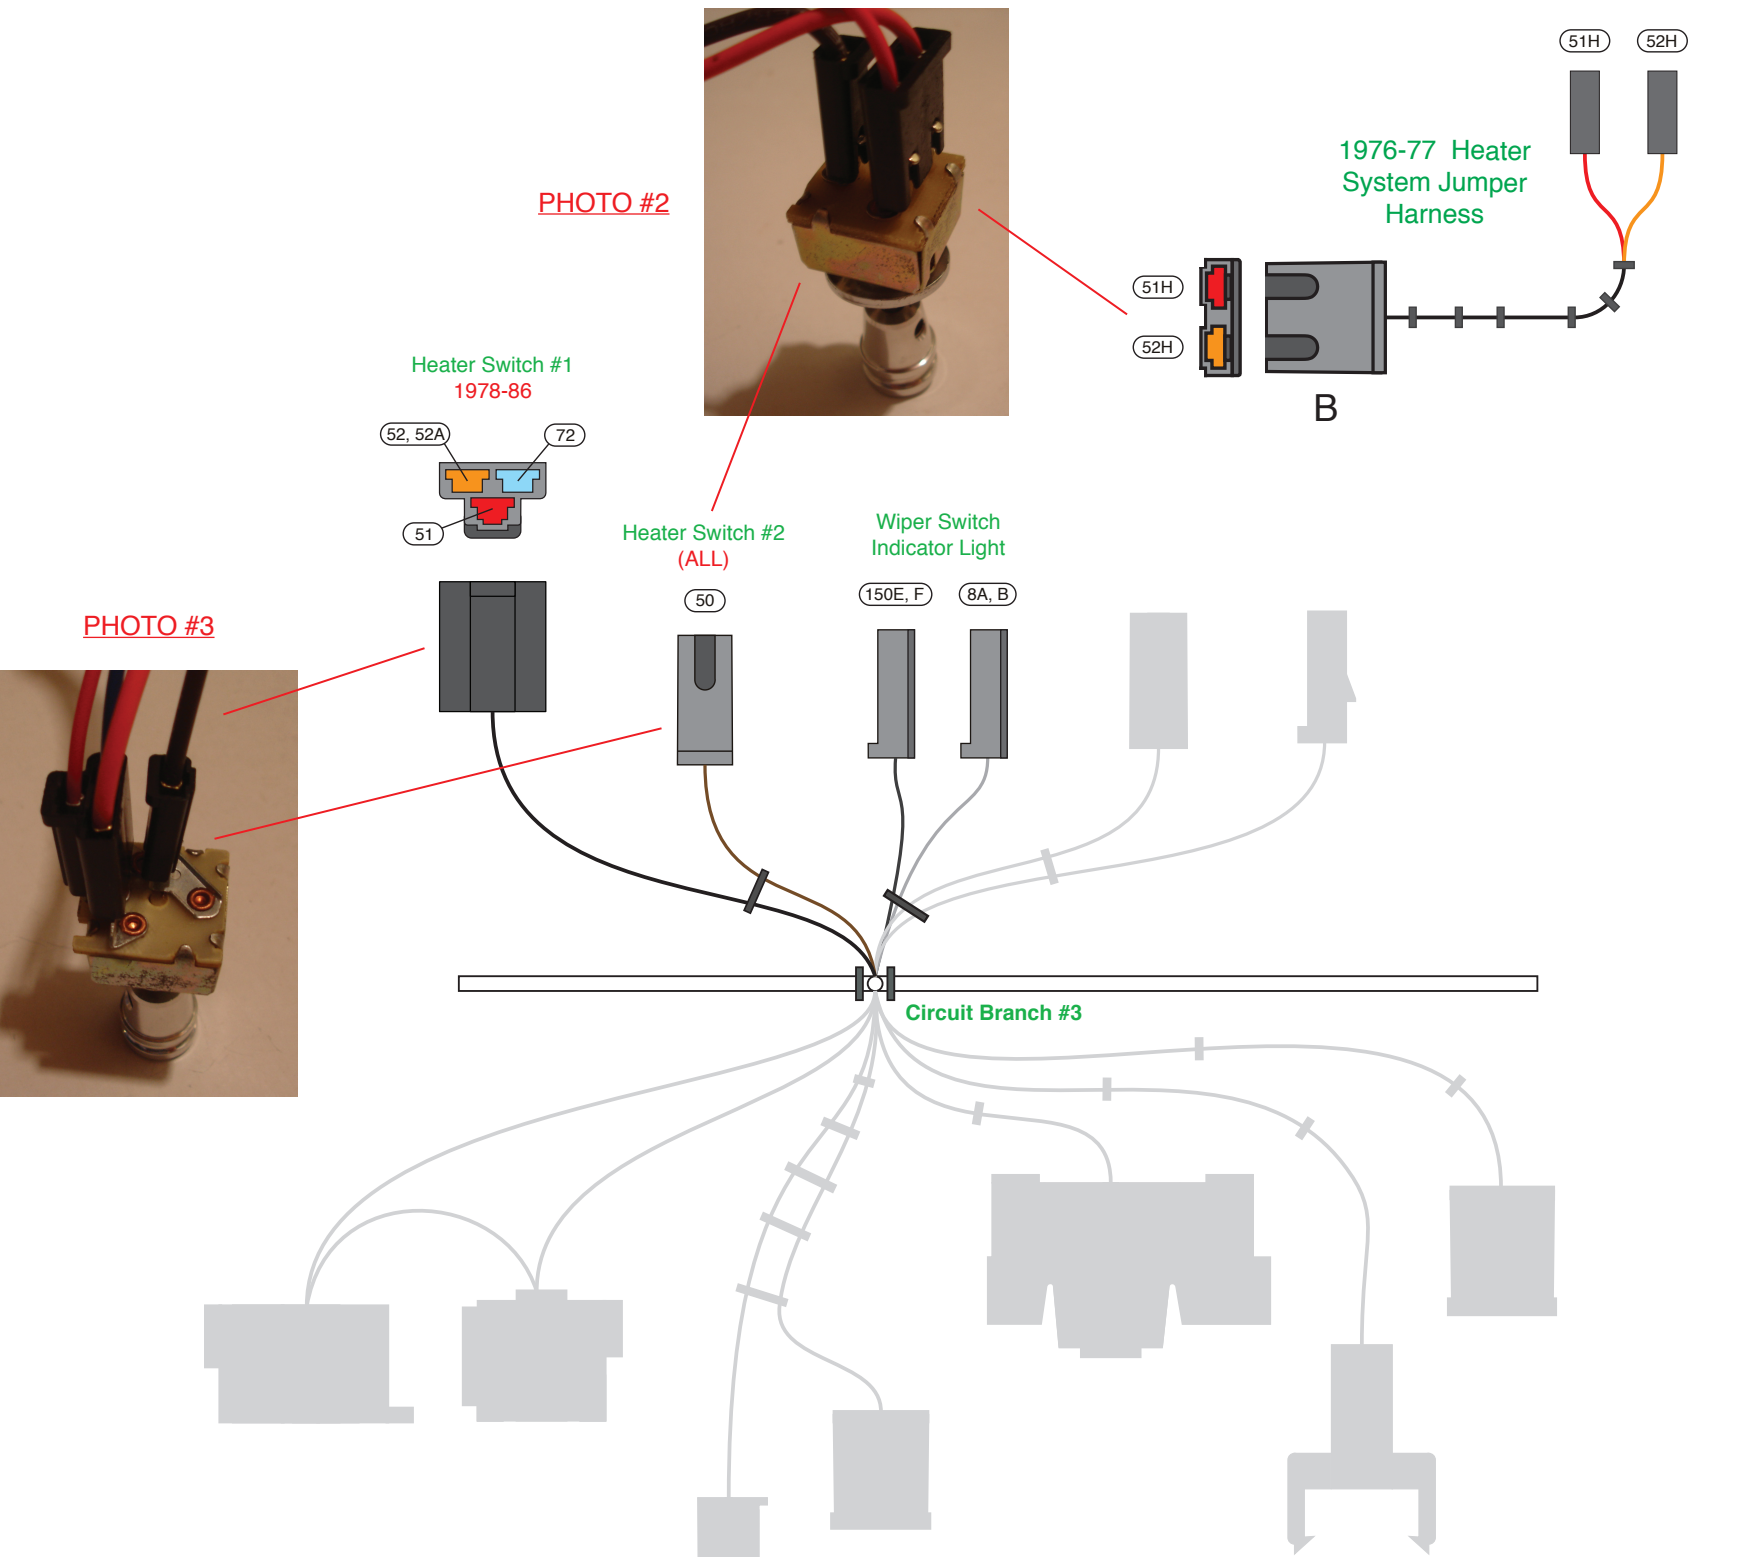 51H
52H
1976-77 Heater
System Jumper
Harness
PHOTO #2
51H
52H
B
Heater Switch #1
1978-86
52, 52A
72
51
Heater Switch #2
(ALL)
50
Wiper Switch
Indicator Light
150E, F
8A, B
PHOTO #3
Circuit Branch #3